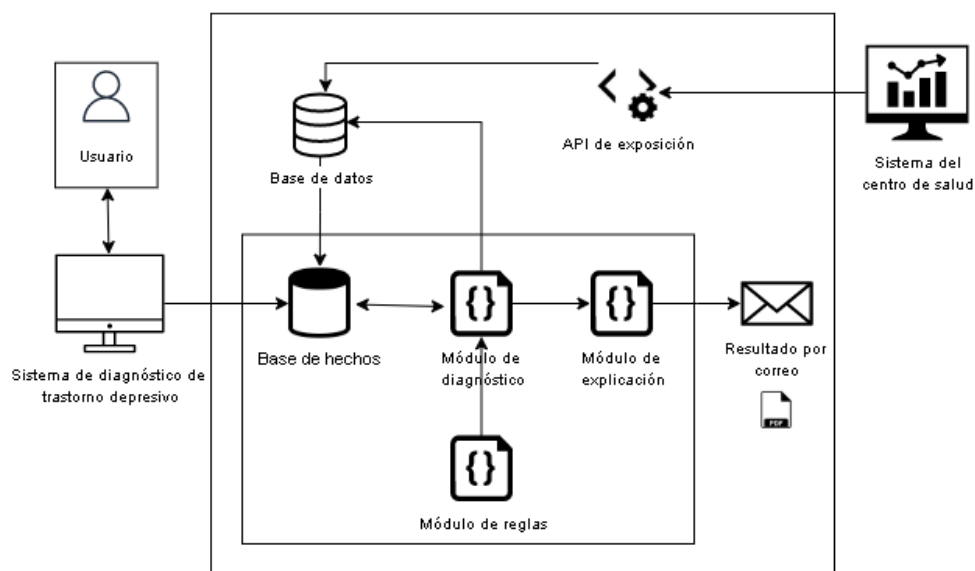 Usuario
Base de datos
API de exposición
Sistema del
centro de salud
Sistema de diagnóstico de
trastorno depresivo
Base de hechos
{}
Módulo de
diagnóstico
{}
Módulo de
explicación
Resultado por
correo
PDF
{}
Módulo de reglas